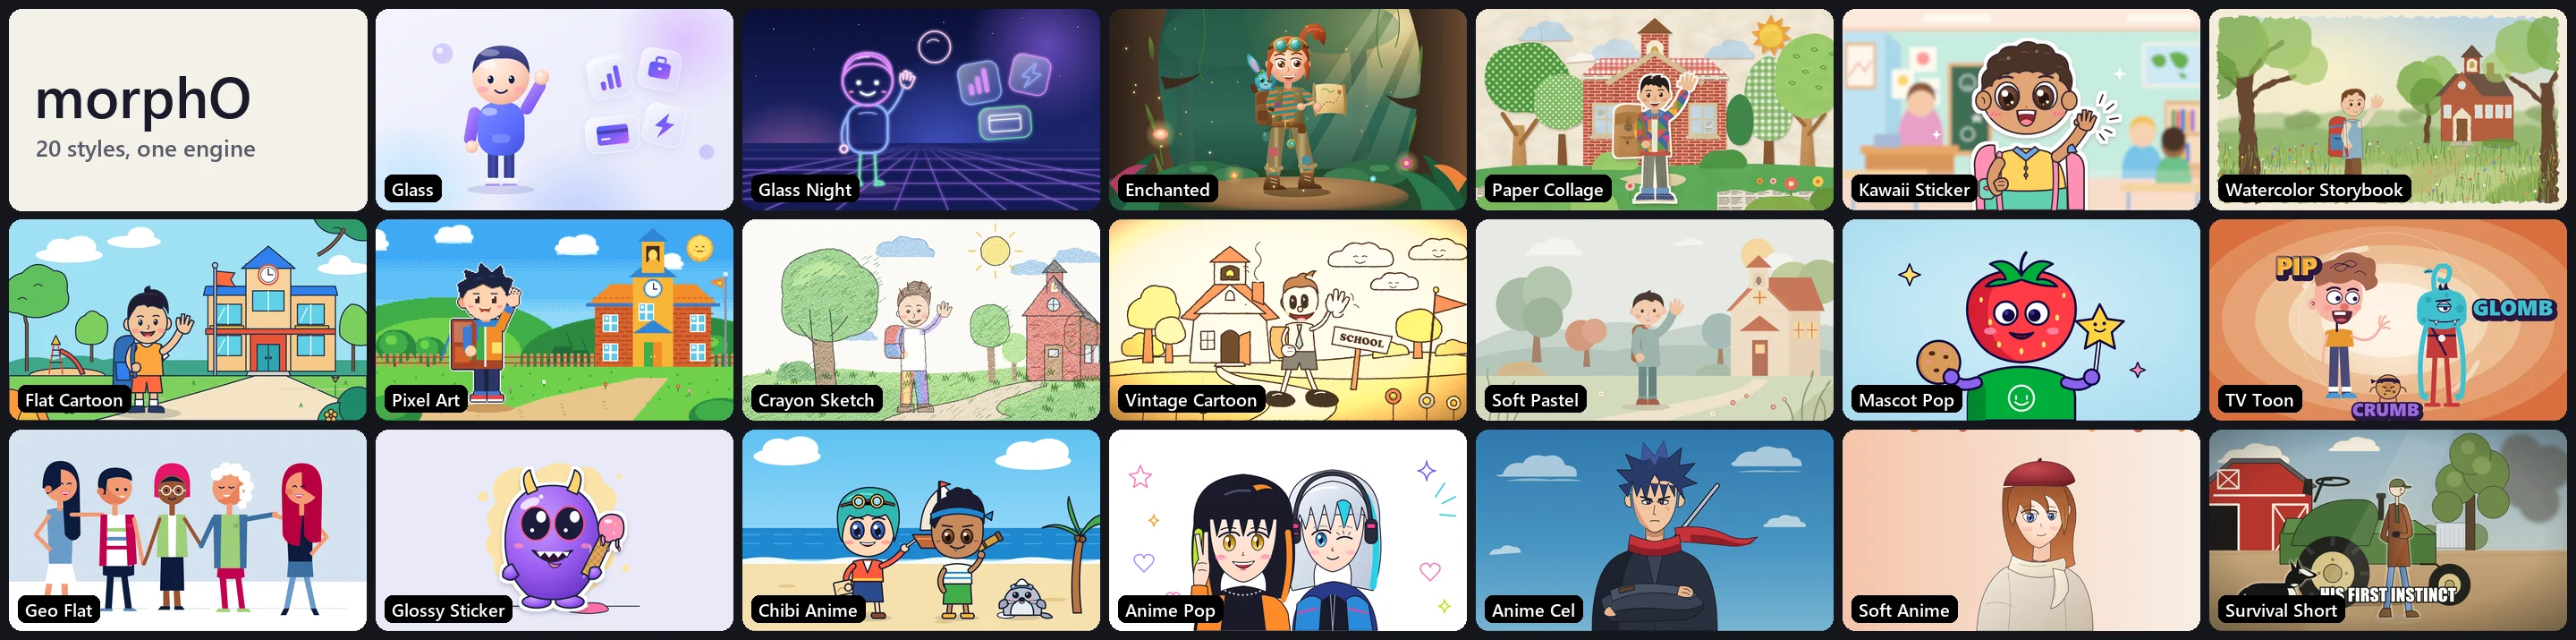 morphO
20 styles, one engine
Glass
Glass Night
Enchanted
Paper Collage
Kawaii Sticker
Watercolor Storybook
Flat Cartoon
Pixel Art
Crayon Sketch
SCHOOL
Vintage Cartoon
Soft Pastel
Mascot Pop
PIP
GLOMB
TV Toon
CRUMB
Geo Flat
Glossy Sticker
Chibi Anime
Anime Pop
Anime Cel
Soft Anime
HIS FIRST INSTINCT
Survival Short